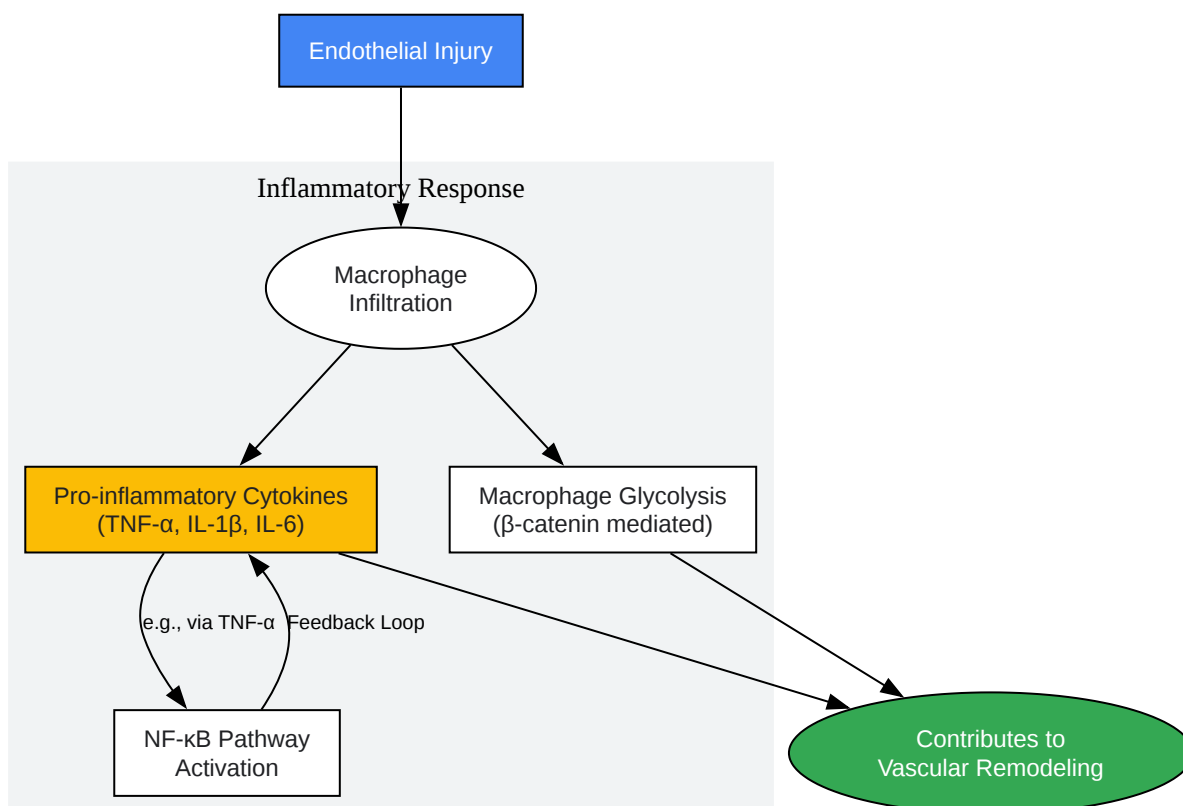 Endothelial Injury
Inflammatory Response
Macrophage
Infiltration
Pro-inflammatory Cytokines
(TNF-α, IL-1β, IL-6)
Macrophage Glycolysis
(β-catenin mediated)
e.g., via TNF-α
Feedback Loop
NF-κB Pathway
Activation
Contributes to
Vascular Remodeling